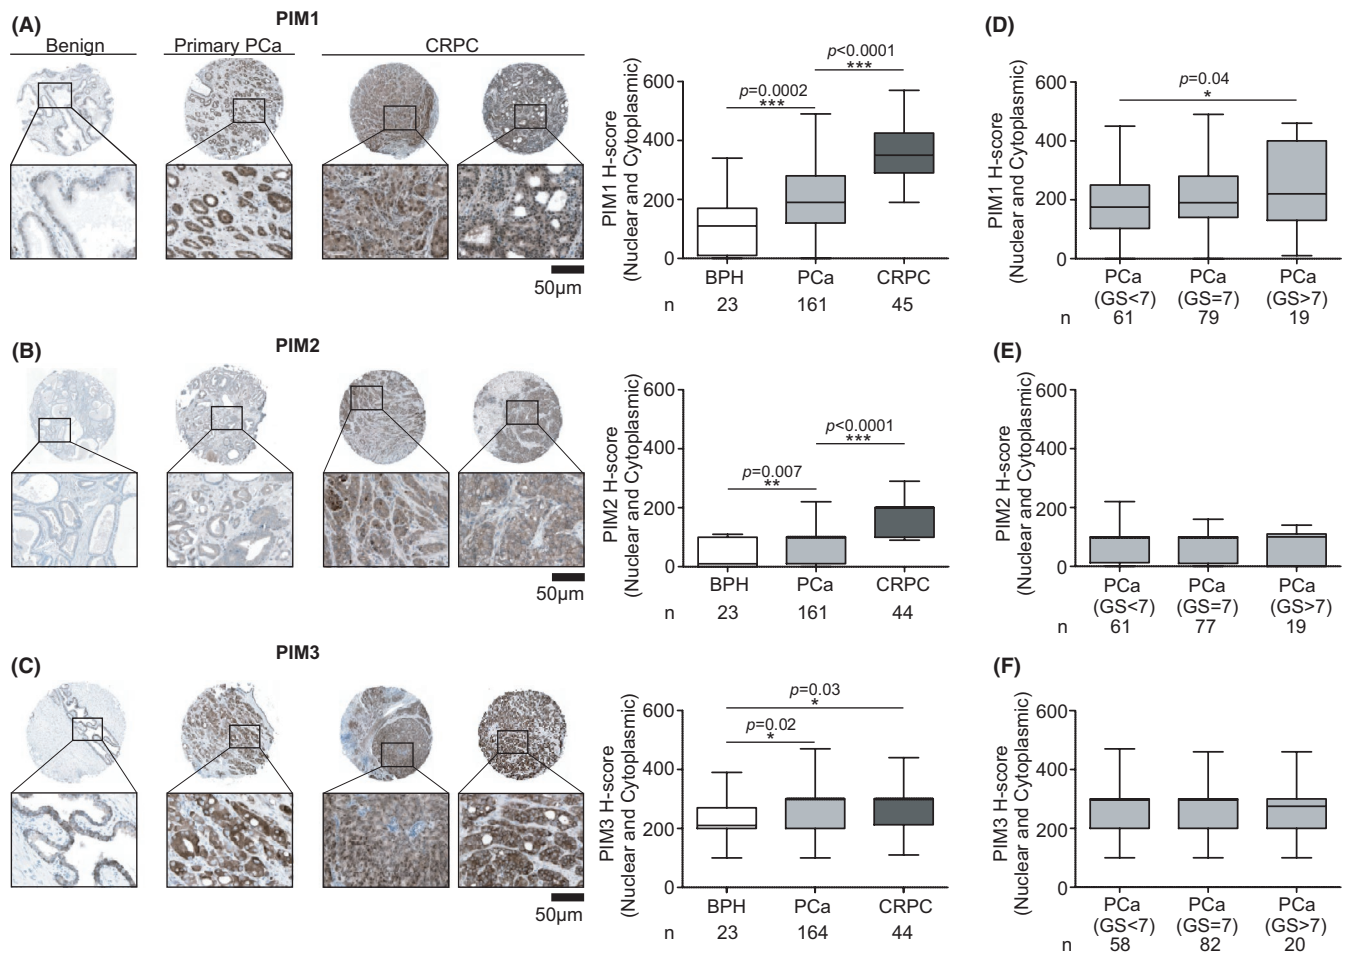 (A)
PIM1
Benign
Primary PCa
CRPC
50µm
PIM1 H-score
(Nuclear and Cytoplasmic)
600
400
200
0
p=0.0002
***
p<0.0001
***
BPH PCa CRPC
n 23 161 45
(D)
PIM1 H-score
(Nuclear and Cytoplasmic)
600
400
200
0
p=0.04
*
PCa PCa PCa
(GS<7) (GS=7) (GS>7)
n 61 79 19
(B)
PIM2
50µm
PIM2 H-score
(Nuclear and Cytoplasmic)
600
400
200
0
p=0.007
**
p<0.0001
***
BPH PCa CRPC
n 23 161 44
(E)
PIM2 H-score
(Nuclear and Cytoplasmic)
600
400
200
0
PCa PCa PCa
(GS<7) (GS=7) (GS>7)
n 61 77 19
(C)
PIM3
50µm
PIM3 H-score
(Nuclear and Cytoplasmic)
600
400
200
0
p=0.03
*
p=0.02
*
BPH PCa CRPC
n 23 164 44
(F)
PIM3 H-score
(Nuclear and Cytoplasmic)
600
400
200
0
PCa PCa PCa
(GS<7) (GS=7) (GS>7)
n 58 82 20